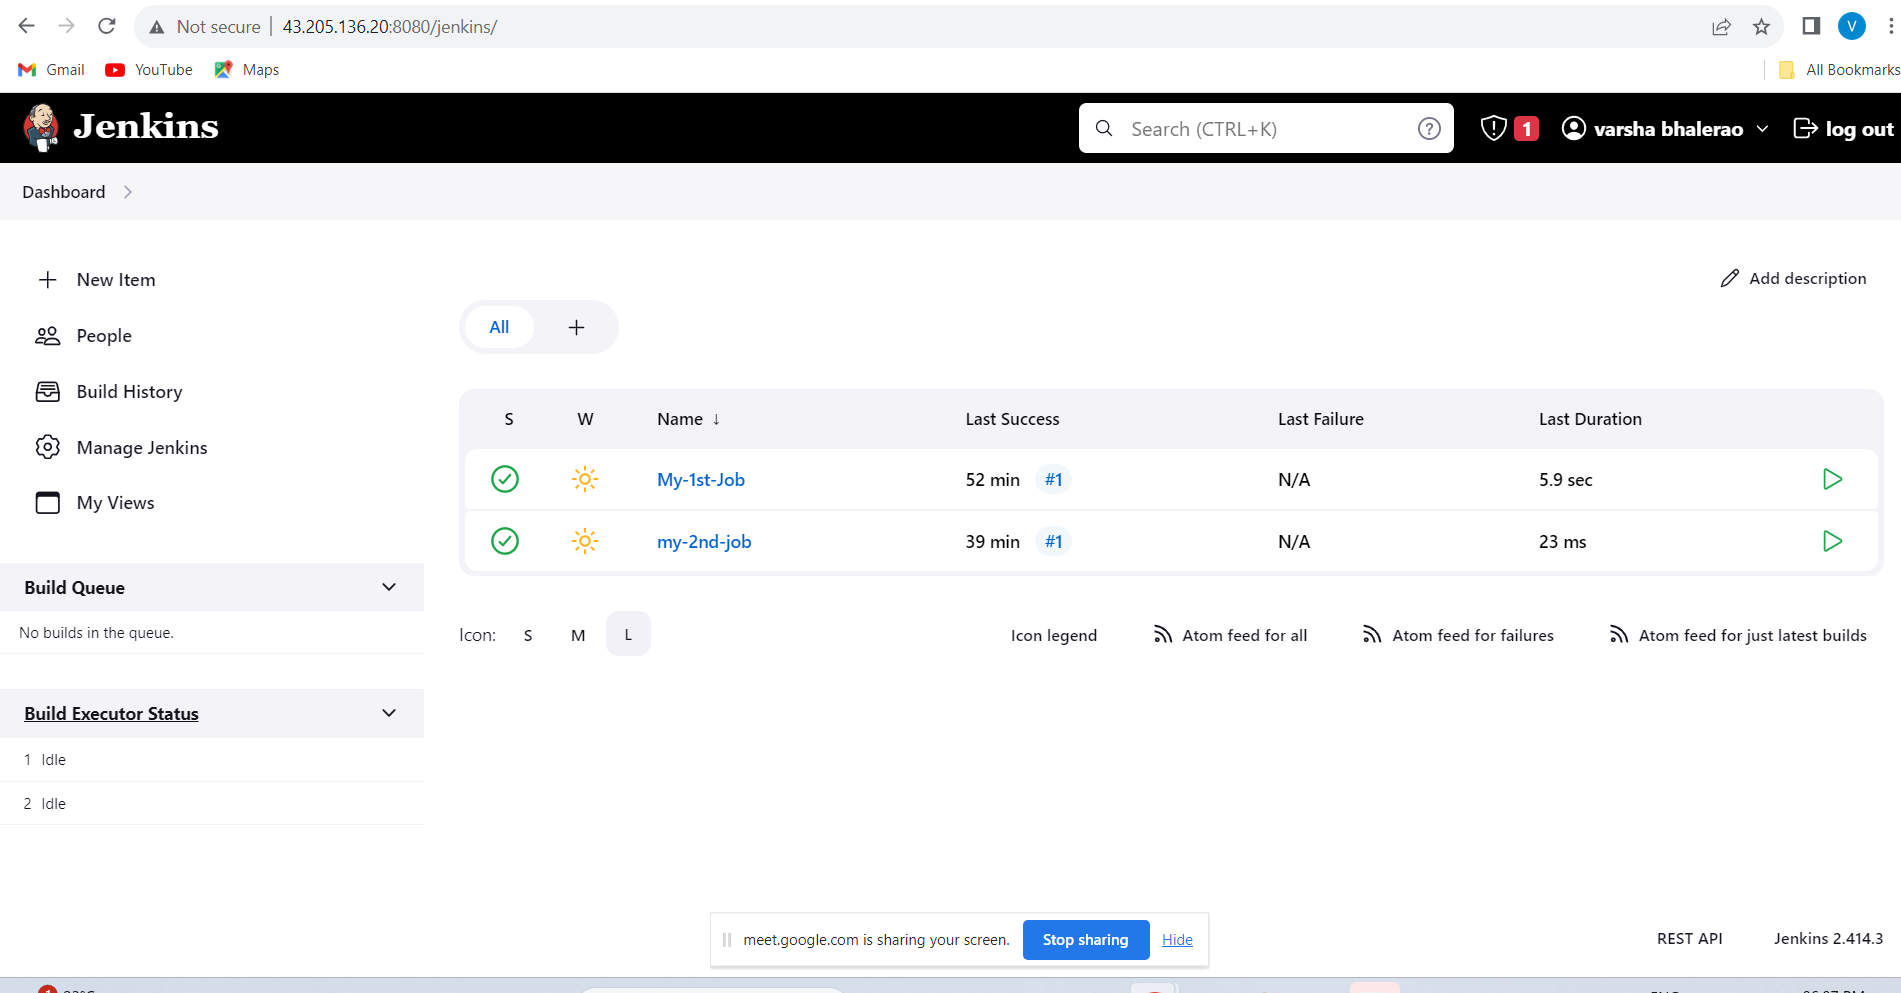 Not secure 43.205.136.20:8080/jenkins/ V
Gmail YouTube Maps All Bookmarks
Jenkins Search (CTRL+K) 1 varsha bhalerao log out
Dashboard
New Item Add description
People
All
Build History
Manage Jenkins
My Views
S W Name ↓ Last Success Last Failure Last Duration
My-1st-Job 52 min #1 N/A 5.9 sec
my-2nd-job 39 min #1 N/A 23 ms
Build Queue
No builds in the queue.
Icon: S M L Icon legend Atom feed for all Atom feed for failures Atom feed for just latest builds
Build Executor Status
1 Idle
2 Idle
meet.google.com is sharing your screen. Stop sharing Hide REST API Jenkins 2.414.3